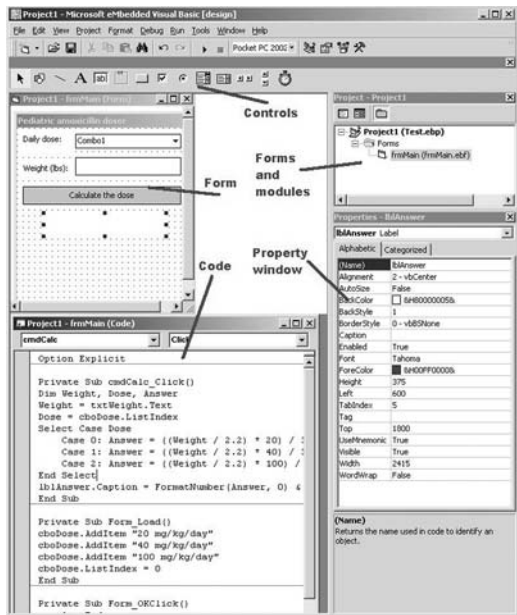 Project1 - Microsoft eMbedded Visual Basic [design]
File Edit View Project Format Debug Run Tools Window Help
Pocket PC 2002
Controls
Project1 - frmMain (Form)
Pediatric amoxicillin doser
Daily dose:
Combo1
Weight (lbs):
Calculate the dose
Form
Forms
and
modules
Project - Project1
Project1 (Test.ebp)
Forms
frmMain (frmMain.ebf)
Code
Property
window
Properties - lblAnswer
lblAnswer Label
Alphabetic Categorized
(Name) lblAnswer
Alignment 2 - vbCenter
AutoSize False
BackColor &H80000005&
BackStyle 1
BorderStyle 0 - vbBSNone
Caption
Enabled True
Font Tahoma
ForeColor &H00FF0000&
Height 375
Left 600
TabIndex 5
Tag
Top 1800
UseMnemonic True
Visible True
Width 2415
WordWrap False
(Name)
Returns the name used in code to identify an
object.
Project1 - frmMain (Code)
cmdCalc
Click
Option Explicit
Private Sub cmdCalc_Click()
Dim Weight, Dose, Answer
Weight = txtWeight.Text
Dose = cboDose.ListIndex
Select Case Dose
Case 0: Answer = ((Weight / 2.2) * 20) /
Case 1: Answer = ((Weight / 2.2) * 40) /
Case 2: Answer = ((Weight / 2.2) * 100) /
End Select
lblAnswer.Caption = FormatNumber(Answer, 0) &
End Sub
Private Sub Form_Load()
cboDose.AddItem "20 mg/kg/day"
cboDose.AddItem "40 mg/kg/day"
cboDose.AddItem "100 mg/kg/day"
cboDose.ListIndex = 0
End Sub
Private Sub Form_OKClick()